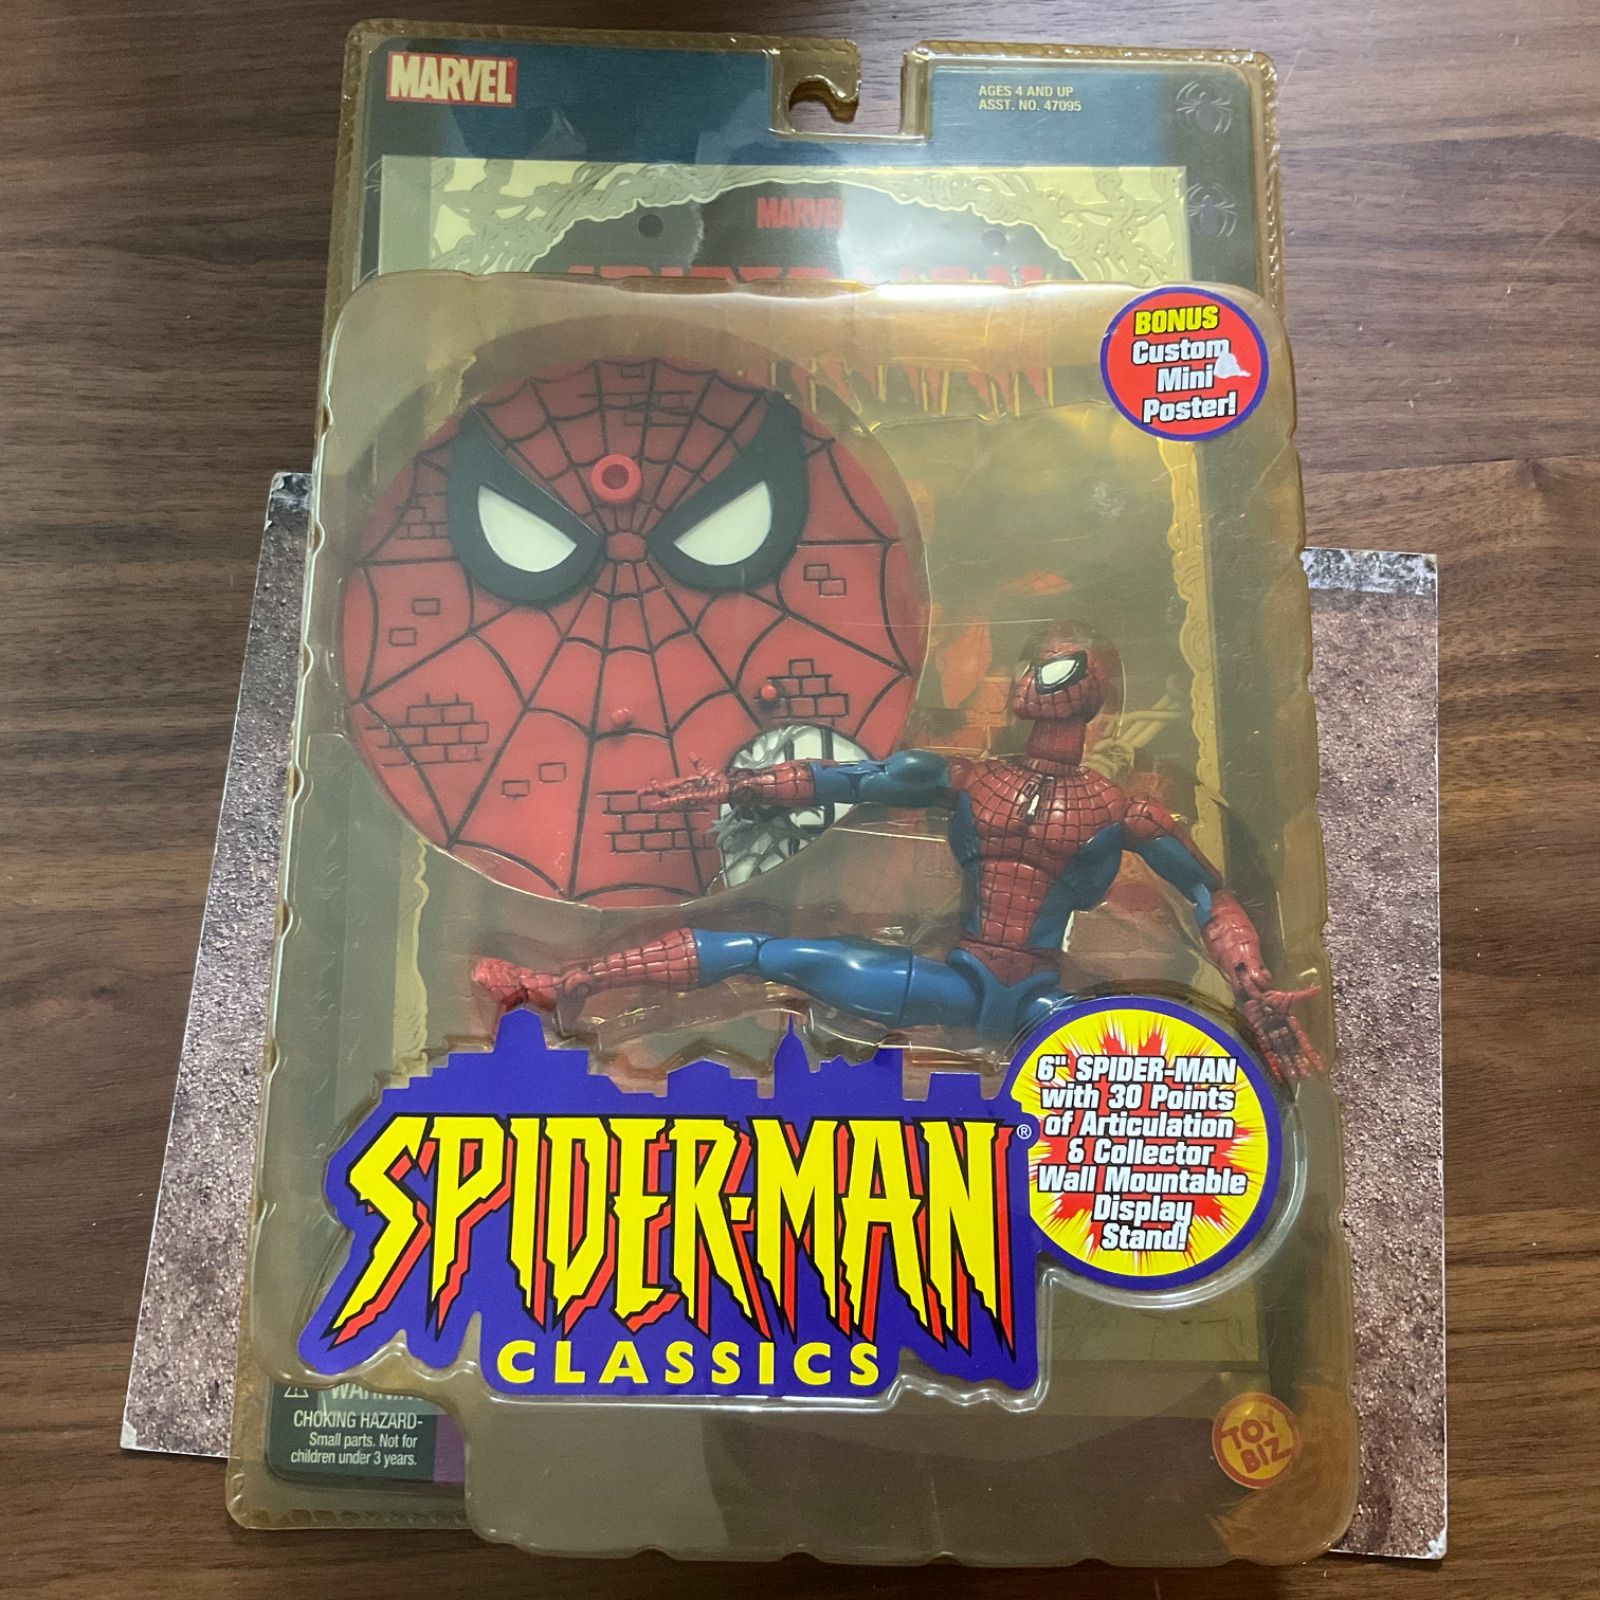 MARVEL
AGES 4 AND UP
ASST. NO. 47095
MARVEL
SPIDER-MAN
BONUS
Custom
Mini
Poster!
6" SPIDER-MAN
with 30 Points
of Articulation
& Collector
Wall Mountable
Display
Stand!
SPIDER-MAN®
CLASSICS
WARNING
CHOKING HAZARD-
Small parts. Not for
children under 3 years.
TOY
BIZ